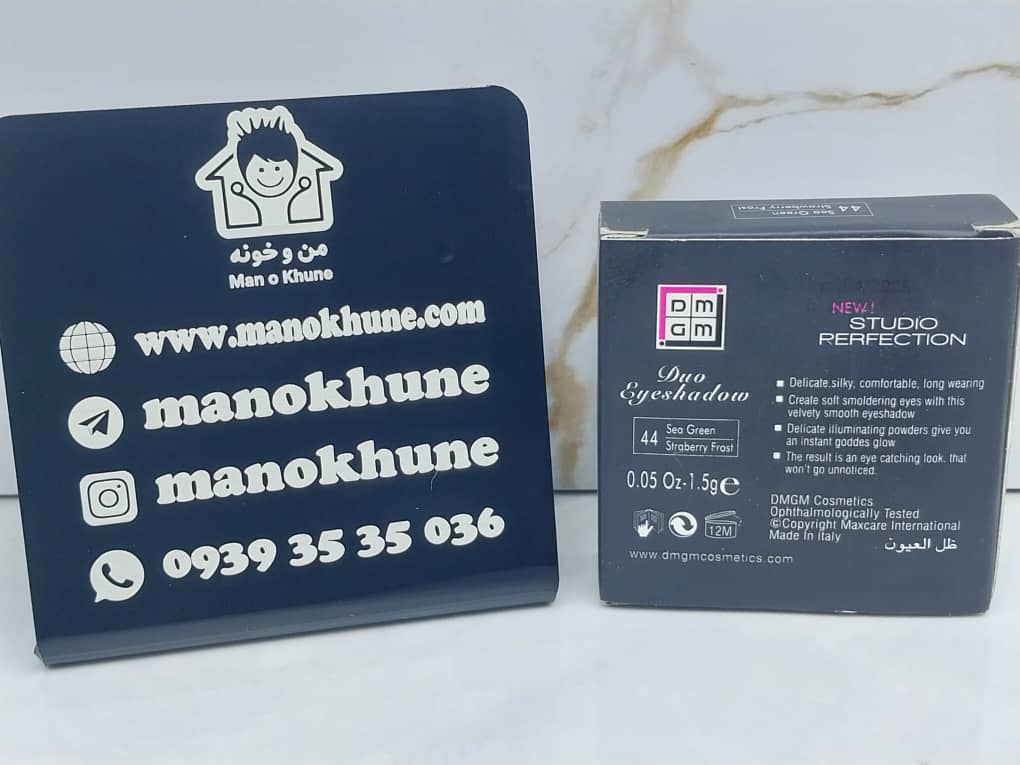 من و خونه
Man o Khune
www.manokhune.com
manokhune
manokhune
0939 35 35 036
44 Sea Green
Strawberry Frost
DM
GM
NEW!
STUDIO
RERFECTION
Duo
Eyeshadow
44 Sea Green
Straberry Frost
0.05 Oz-1.5g℮
12M
www.dmgmcosmetics.com
Delicate.silky, comfortable, long wearing
Create soft smoldering eyes with this
velvety smooth eyeshadow
Delicate illuminating powders give you
an instant goddes glow
The result is an eye catching look. that
won't go unnoticed.
DMGM Cosmetics
Ophthalmologically Tested
©Copyright Maxcare International
Made In Italy
ظل العيون